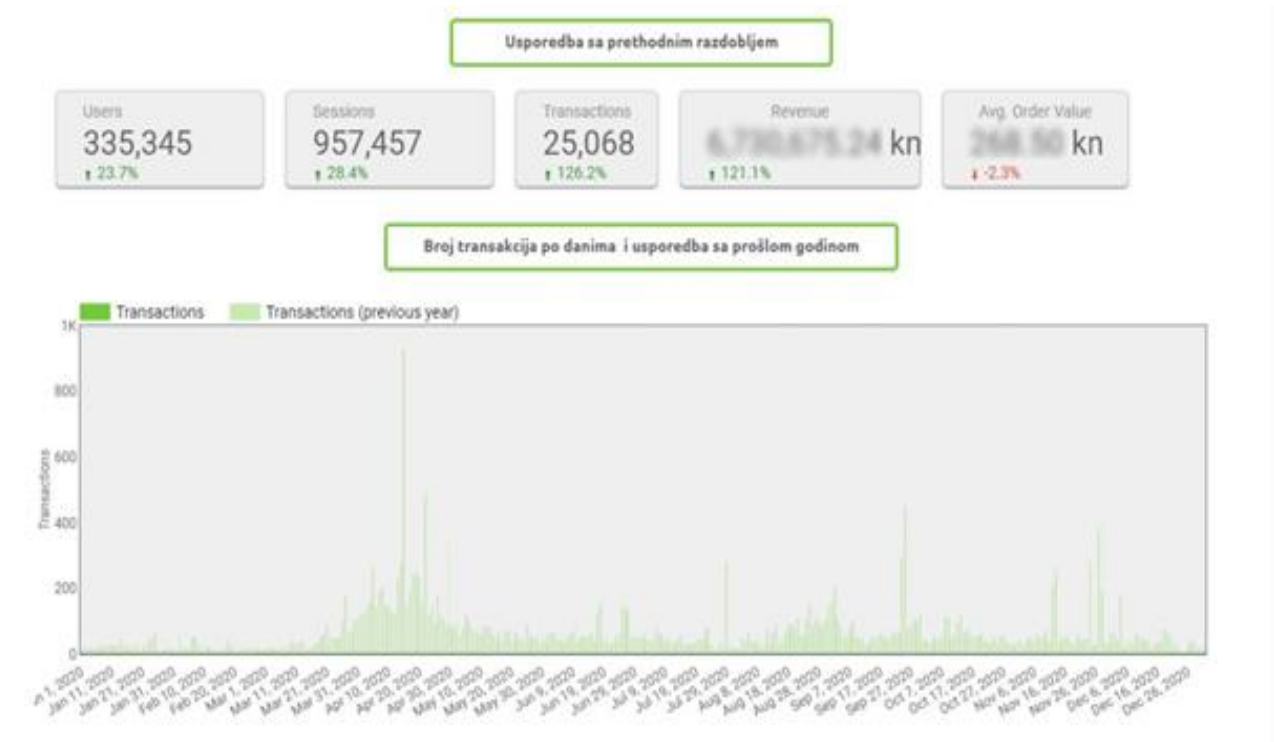 Usporedba sa prethodnim razdobljem
Users
335,345
23.7%
Sessions
957,457
28.4%
Transactions
25,068
126.2%
Revenue
kn
121.1%
Avg. Order Value
kn
-2.3%
Broj transakcija po danima i usporedba sa prošlom godinom
Transactions
Transactions (previous year)
1K
800
600
400
200
0
Transactions
n 1, 2020
Jan 11, 2020
Jan 21, 2020
Jan 31, 2020
Feb 10, 2020
Feb 20, 2020
Mar 1, 2020
Mar 11, 2020
Mar 21, 2020
Mar 31, 2020
Apr 10, 2020
Apr 20, 2020
Apr 30, 2020
May 10, 2020
May 20, 2020
May 30, 2020
Jun 9, 2020
Jun 19, 2020
Jun 29, 2020
Jul 9, 2020
Jul 19, 2020
Jul 29, 2020
Aug 8, 2020
Aug 18, 2020
Aug 28, 2020
Sep 7, 2020
Sep 17, 2020
Sep 27, 2020
Oct 7, 2020
Oct 17, 2020
Oct 27, 2020
Nov 6, 2020
Nov 16, 2020
Nov 26, 2020
Dec 6, 2020
Dec 16, 2020
Dec 26, 2020